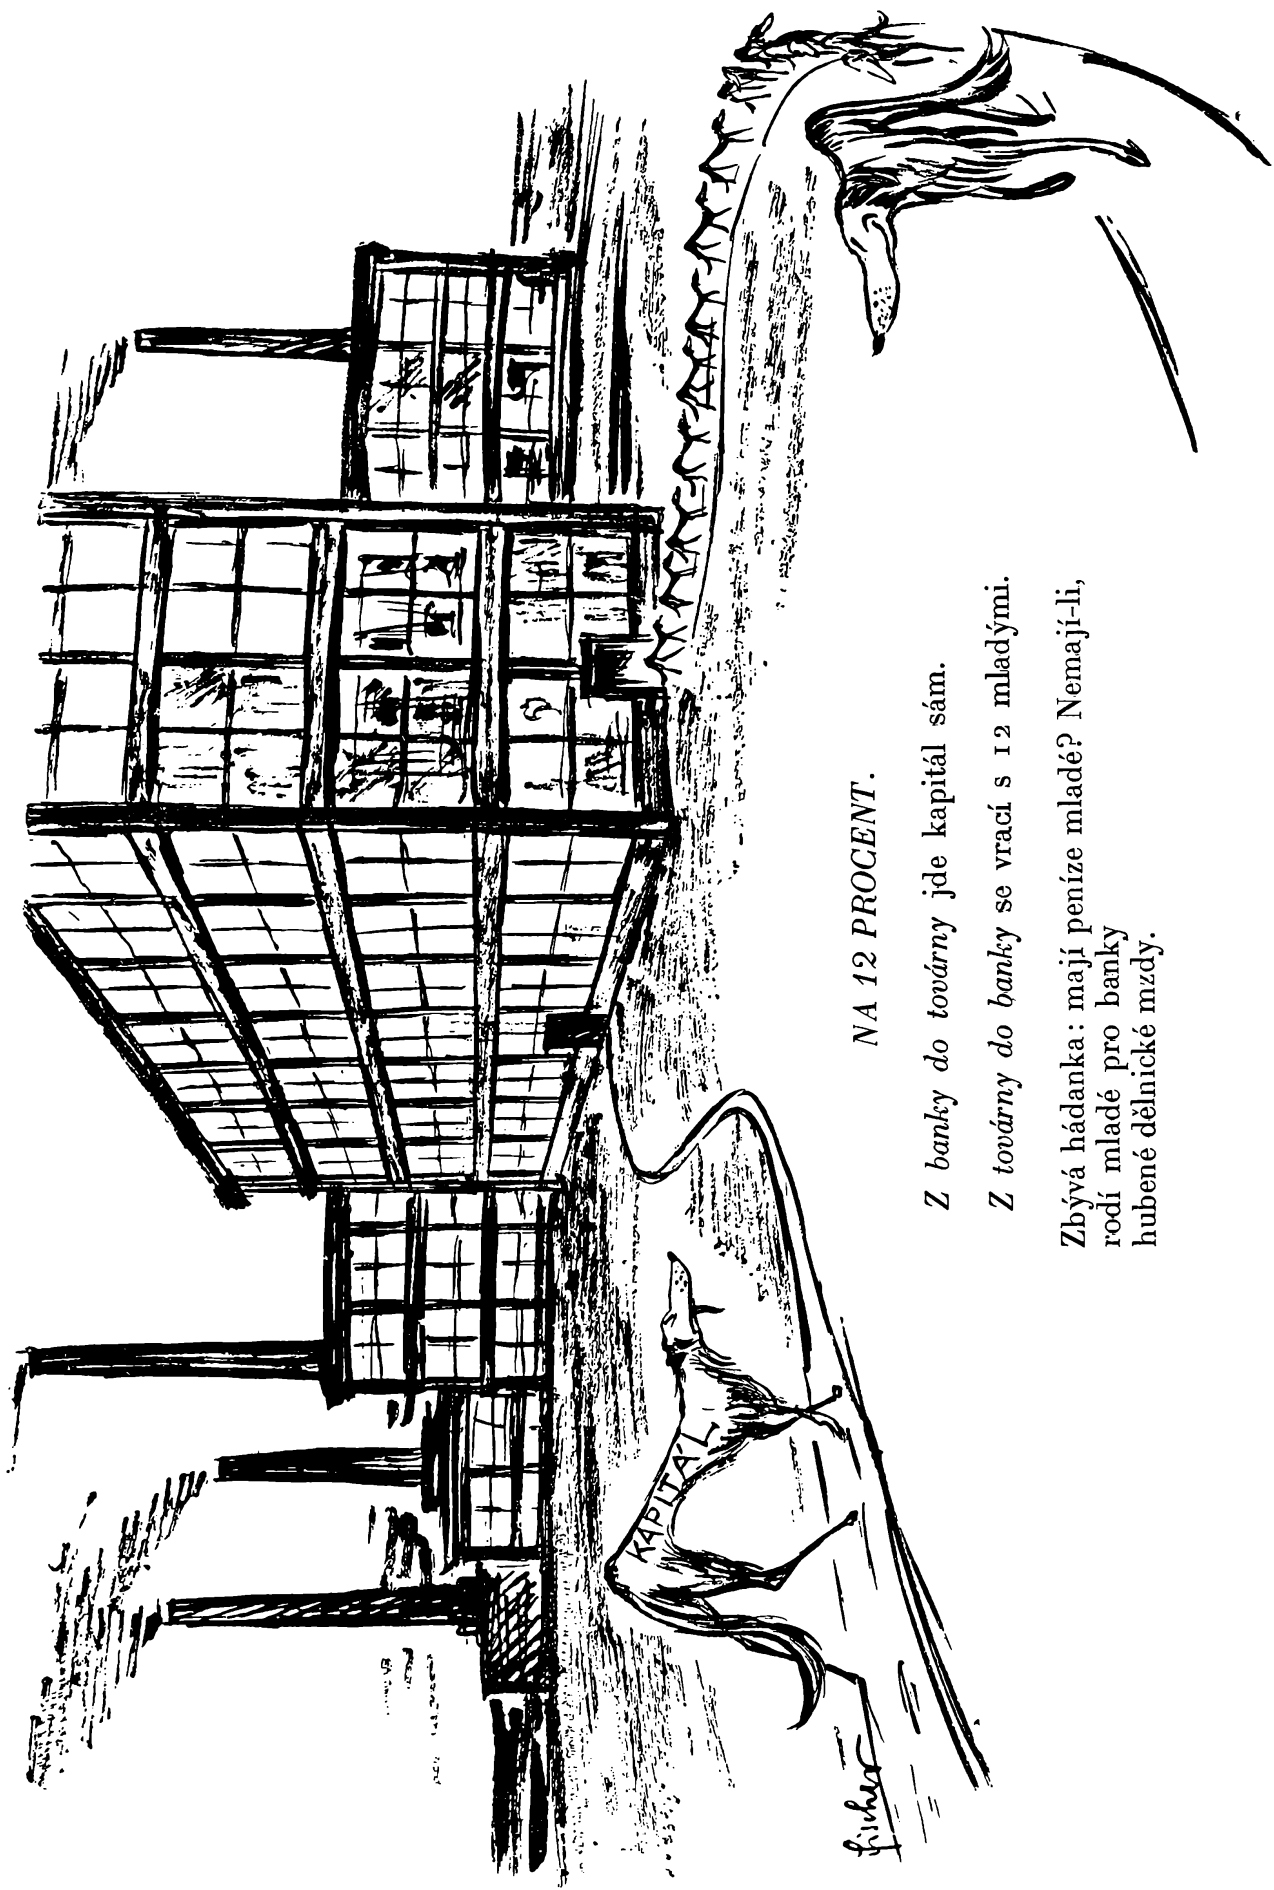 KAPITÁL
fischer
NA 12 PROCENT.
Z banky do továrny jde kapitál sám.
Z továrny do banky se vrací s 12 mladými.
Zbývá hádanka: mají peníze mladé? Nemají-li,
rodí mladé pro banky
hubené dělnické mzdy.